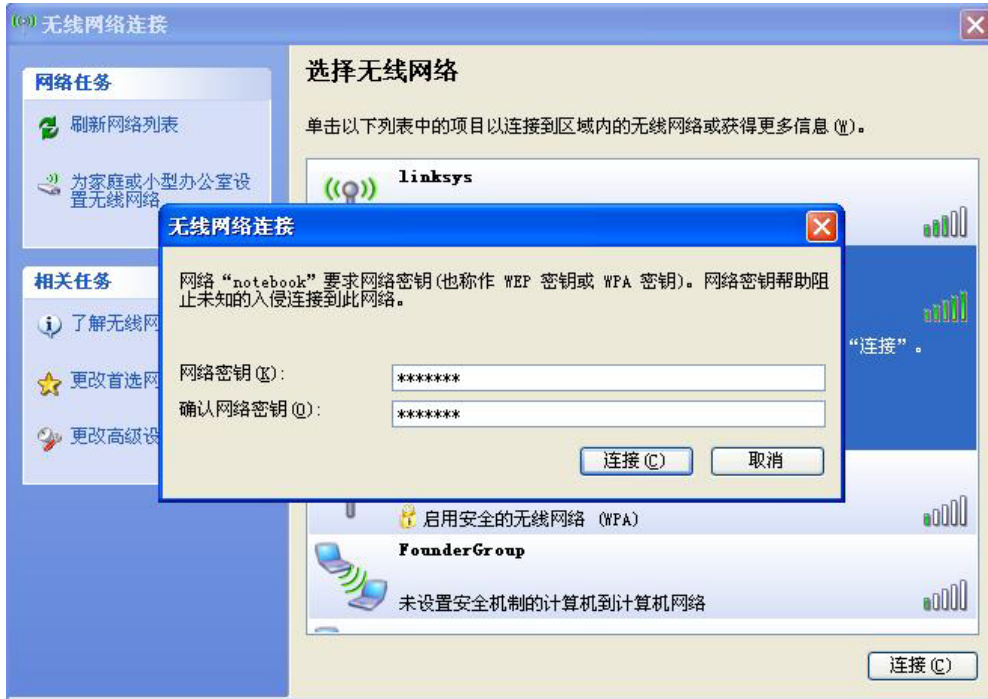 无线网络连接
网络任务
刷新网络列表
为家庭或小型办公室设
置无线网络
相关任务
了解无线网
更改首选网
更改高级设
选择无线网络
单击以下列表中的项目以连接到区域内的无线网络或获得更多信息(W)。
linksys
“连接”。
无线网络连接
网络“notebook”要求网络密钥(也称作 WEP 密钥或 WPA 密钥)。网络密钥帮助阻
止未知的入侵连接到此网络。
网络密钥(K):
*******
确认网络密钥(O):
*******
连接(C)
取消
启用安全的无线网络 (WPA)
FounderGroup
未设置安全机制的计算机到计算机网络
连接(C)